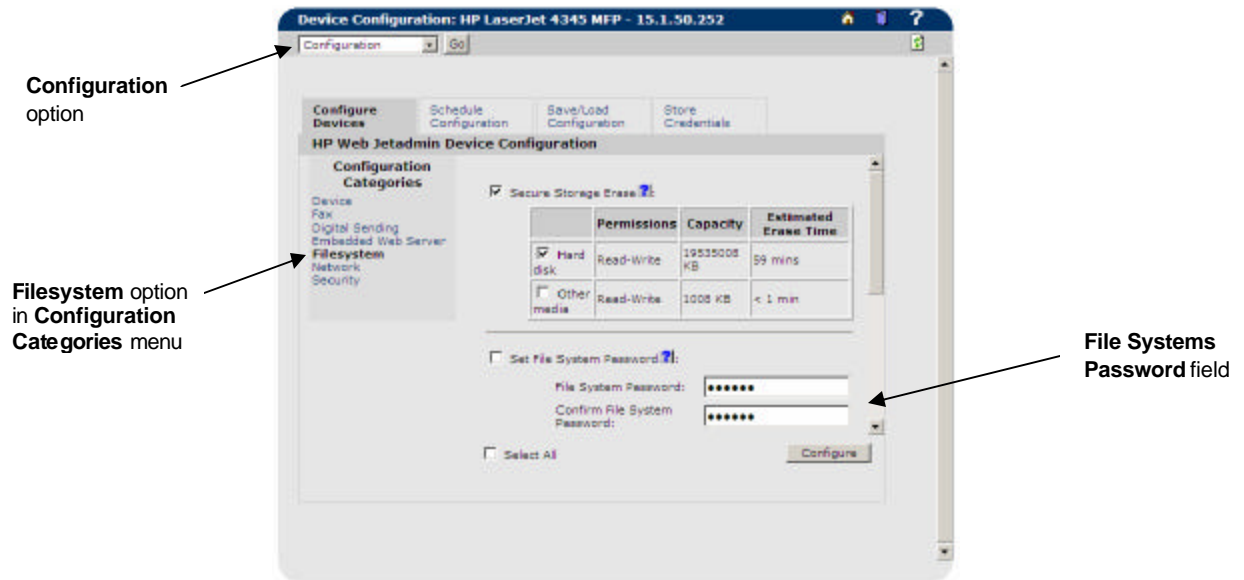 Device Configuration: HP LaserJet 4345 MFP - 15.1.50.252
?
Configuration
Go
Configuration
option
Configure
Devices
Schedule
Configuration
Save/Load
Configuration
Store
Credentials
HP Web Jetadmin Device Configuration
Configuration
Categories
Device
Fax
Digital Sending
Embedded Web Server
Filesystem
Network
Security
Filesystem option
in Configuration
Categories menu
Secure Storage Erase ?:
Permissions
Capacity
Estimated
Erase Time
Hard
disk
Read-Write
19535008
KB
59 mins
Other
media
Read-Write
1008 KB
< 1 min
Set File System Password ?:
File System Password:
••••••
Confirm File System
Password:
••••••
File Systems
Password field
Select All
Configure